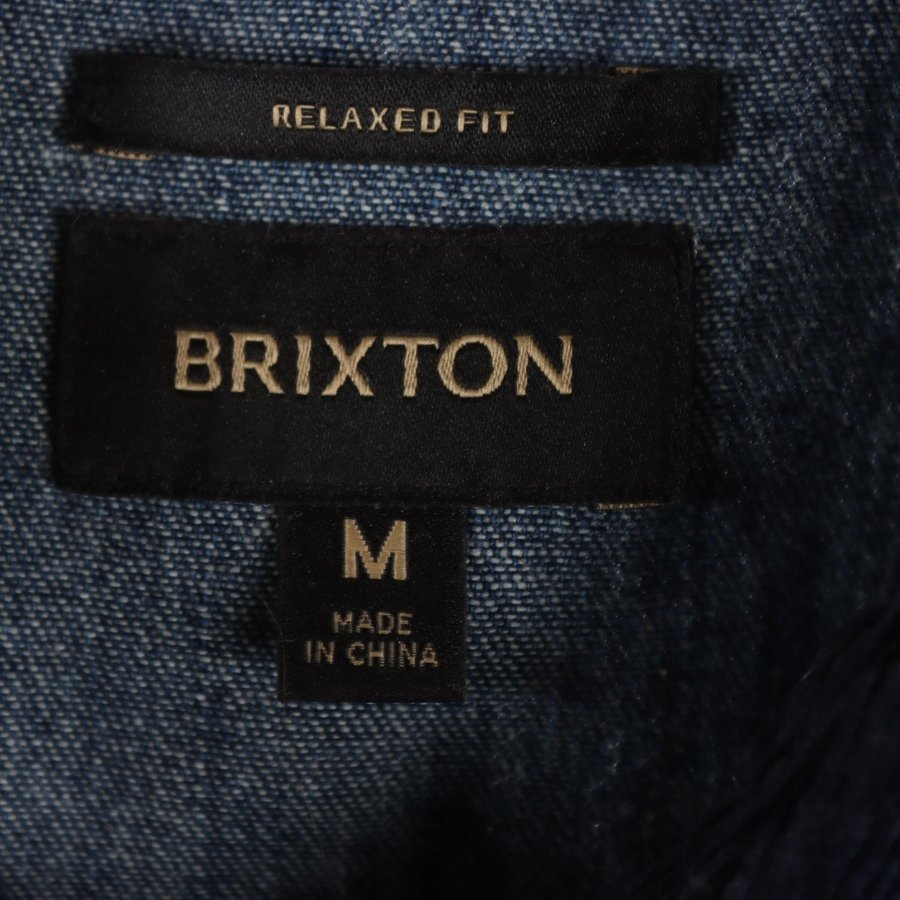 RELAXED FIT
BRIXTON
M
MADE
IN CHINA